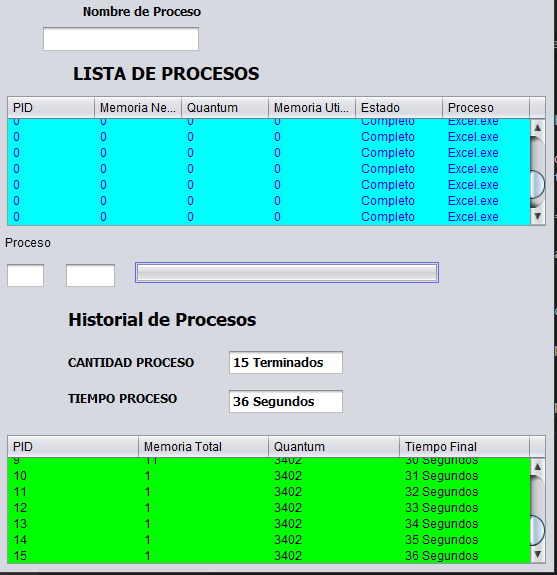 Nombre de Proceso
LISTA DE PROCESOS
PID Memoria Ne... Quantum Memoria Uti... Estado Proceso
0 0 0 0 Completo Excel.exe
0 0 0 0 Completo Excel.exe
0 0 0 0 Completo Excel.exe
0 0 0 0 Completo Excel.exe
0 0 0 0 Completo Excel.exe
0 0 0 0 Completo Excel.exe
0 0 0 0 Completo Excel.exe
Proceso
Historial de Procesos
CANTIDAD PROCESO 15 Terminados
TIEMPO PROCESO 36 Segundos
PID Memoria Total Quantum Tiempo Final
9 11 3402 30 Segundos
10 1 3402 31 Segundos
11 1 3402 32 Segundos
12 1 3402 33 Segundos
13 1 3402 34 Segundos
14 1 3402 35 Segundos
15 1 3402 36 Segundos